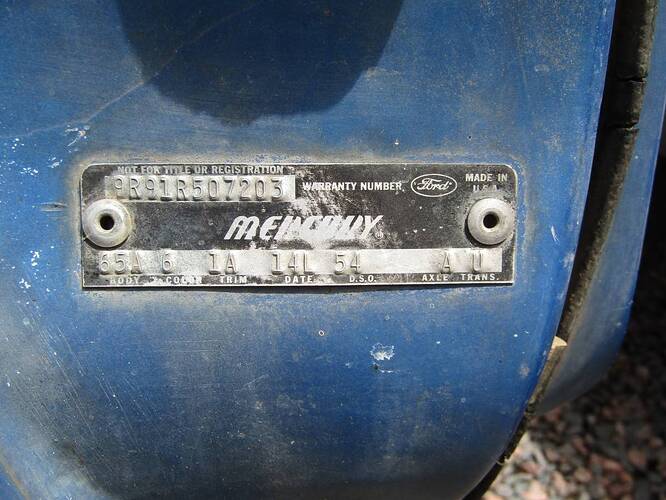 NOT FOR TITLE OR REGISTRATION
9R91R507203 WARRANTY NUMBER Ford MADE IN U.S.A.
MERCURY
65A 6 1A 14L 54 A U
BODY COLOR TRIM DATE D.S.O. AXLE TRANS.